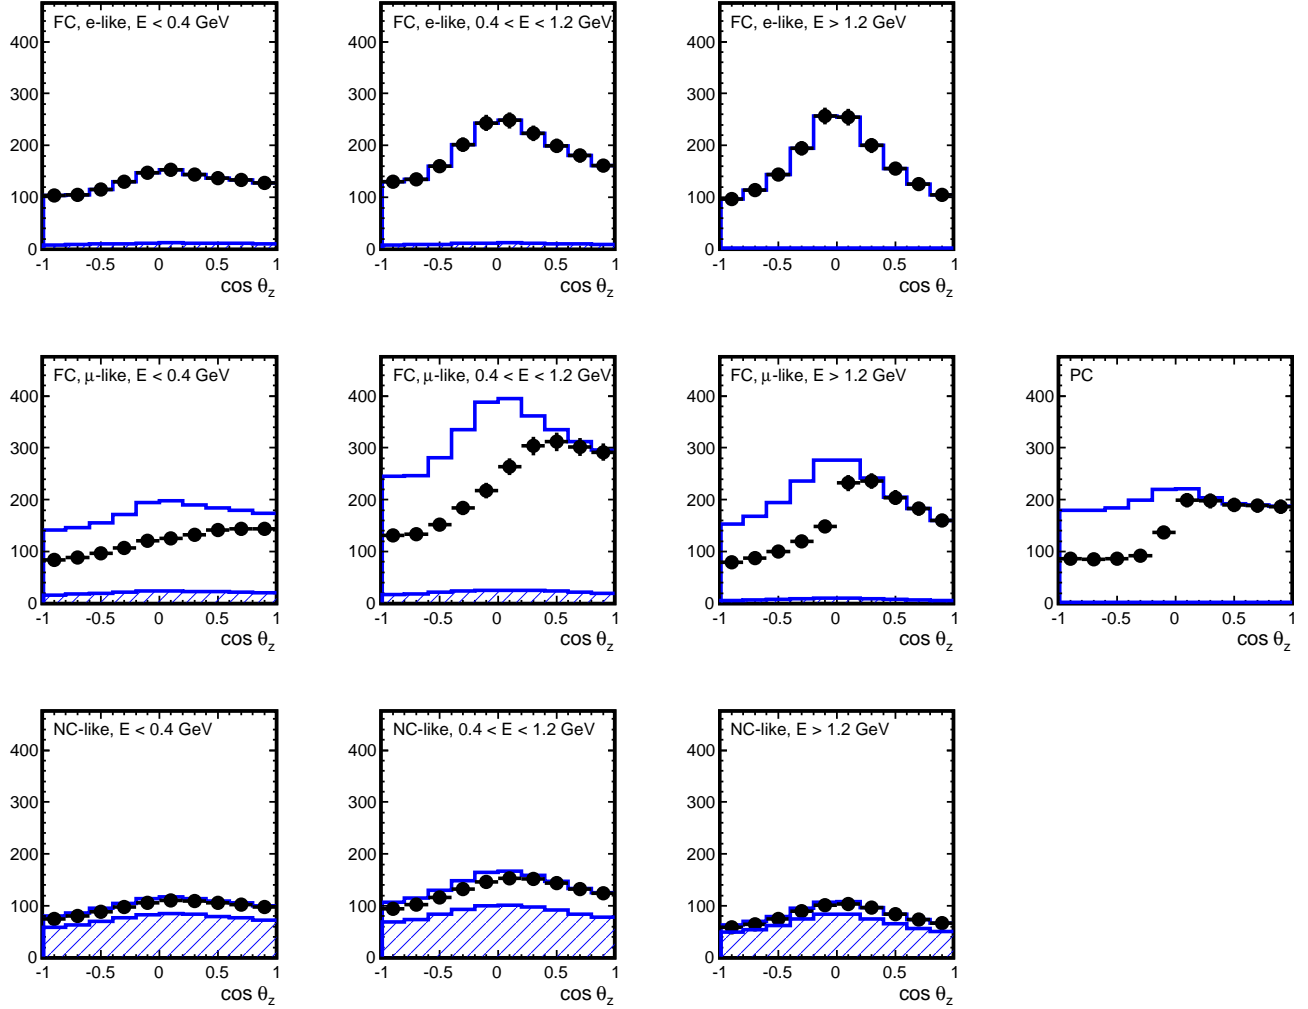 FC, e-like, E < 0.4 GeV
400
300
200
100
0
-1 -0.5 0 0.5 1
cos θz
FC, e-like, 0.4 < E < 1.2 GeV
400
300
200
100
0
-1 -0.5 0 0.5 1
cos θz
FC, e-like, E > 1.2 GeV
400
300
200
100
0
-1 -0.5 0 0.5 1
cos θz
FC, μ-like, E < 0.4 GeV
400
300
200
100
0
-1 -0.5 0 0.5 1
cos θz
FC, μ-like, 0.4 < E < 1.2 GeV
400
300
200
100
0
-1 -0.5 0 0.5 1
cos θz
FC, μ-like, E > 1.2 GeV
400
300
200
100
0
-1 -0.5 0 0.5 1
cos θz
PC
400
300
200
100
0
-1 -0.5 0 0.5 1
cos θz
NC-like, E < 0.4 GeV
400
300
200
100
0
-1 -0.5 0 0.5 1
cos θz
NC-like, 0.4 < E < 1.2 GeV
400
300
200
100
0
-1 -0.5 0 0.5 1
cos θz
NC-like, E > 1.2 GeV
400
300
200
100
0
-1 -0.5 0 0.5 1
cos θz